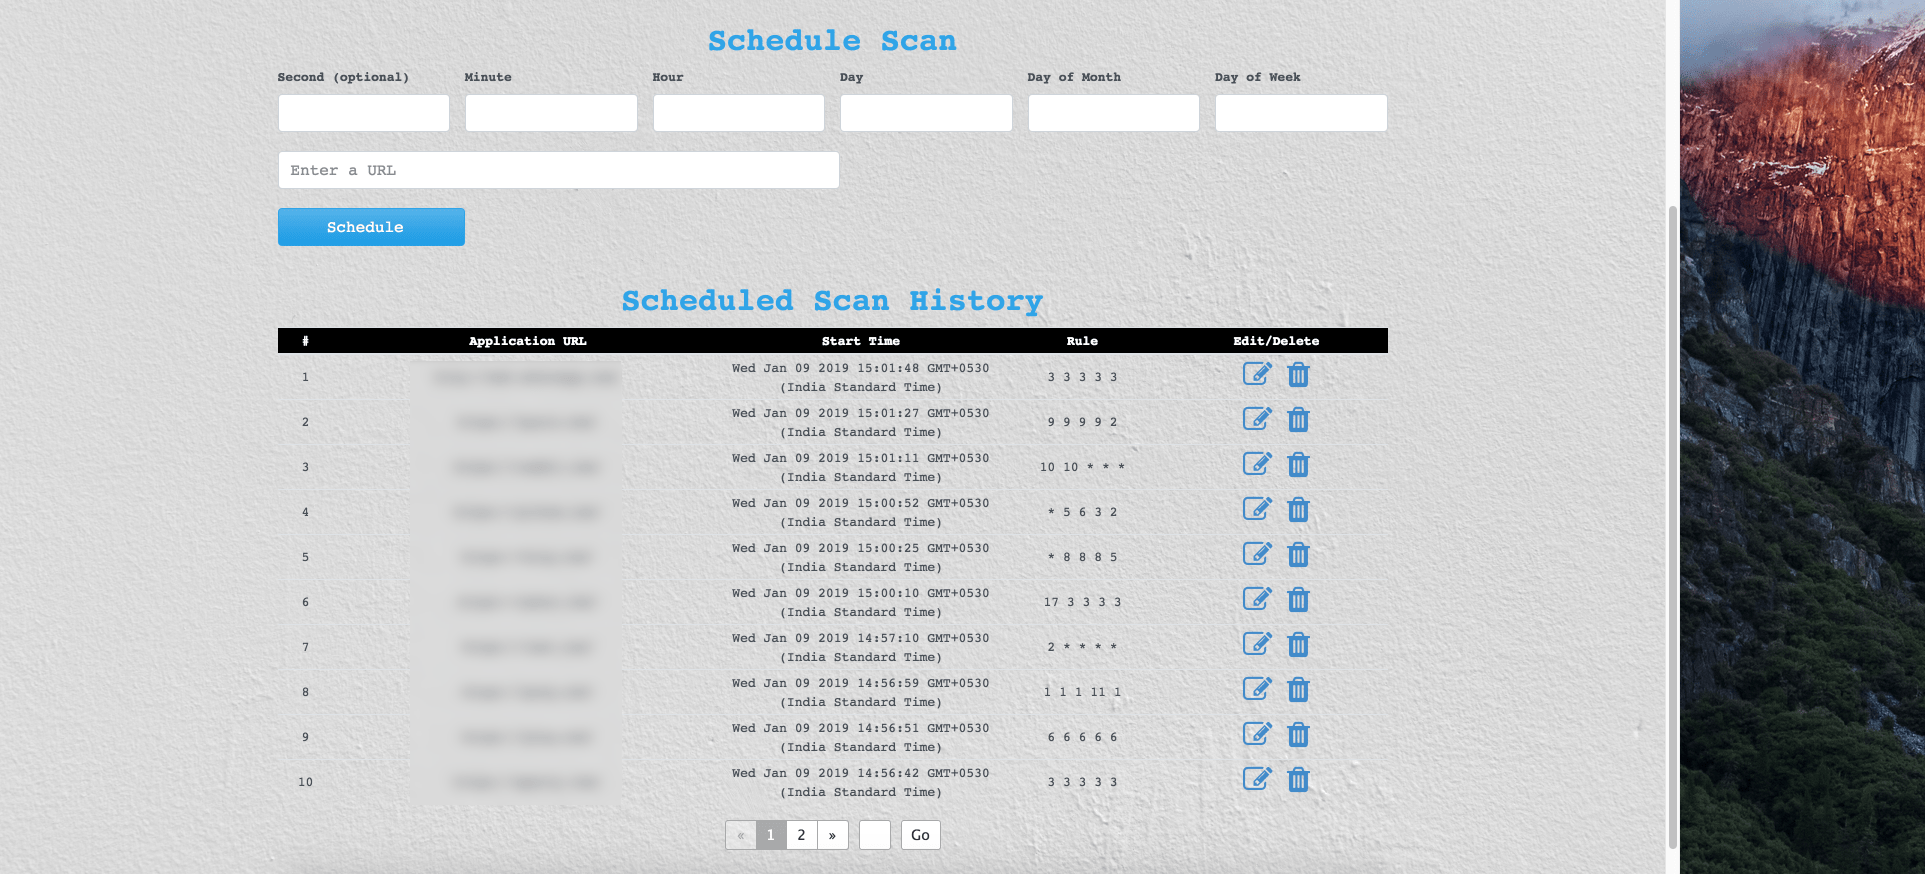 Schedule Scan
Second (optional) Minute Hour Day Day of Month Day of Week
Enter a URL
Schedule
Scheduled Scan History
# Application URL Start Time Rule Edit/Delete
1 Wed Jan 09 2019 15:01:48 GMT+0530 (India Standard Time) 3 3 3 3 3
2 Wed Jan 09 2019 15:01:27 GMT+0530 (India Standard Time) 9 9 9 9 2
3 Wed Jan 09 2019 15:01:11 GMT+0530 (India Standard Time) 10 10 * * *
4 Wed Jan 09 2019 15:00:52 GMT+0530 (India Standard Time) * 5 6 3 2
5 Wed Jan 09 2019 15:00:25 GMT+0530 (India Standard Time) * 8 8 8 5
6 Wed Jan 09 2019 15:00:10 GMT+0530 (India Standard Time) 17 3 3 3 3
7 Wed Jan 09 2019 14:57:10 GMT+0530 (India Standard Time) 2 * * * *
8 Wed Jan 09 2019 14:56:59 GMT+0530 (India Standard Time) 1 1 1 11 1
9 Wed Jan 09 2019 14:56:51 GMT+0530 (India Standard Time) 6 6 6 6 6
10 Wed Jan 09 2019 14:56:42 GMT+0530 (India Standard Time) 3 3 3 3 3
« 1 2 » Go